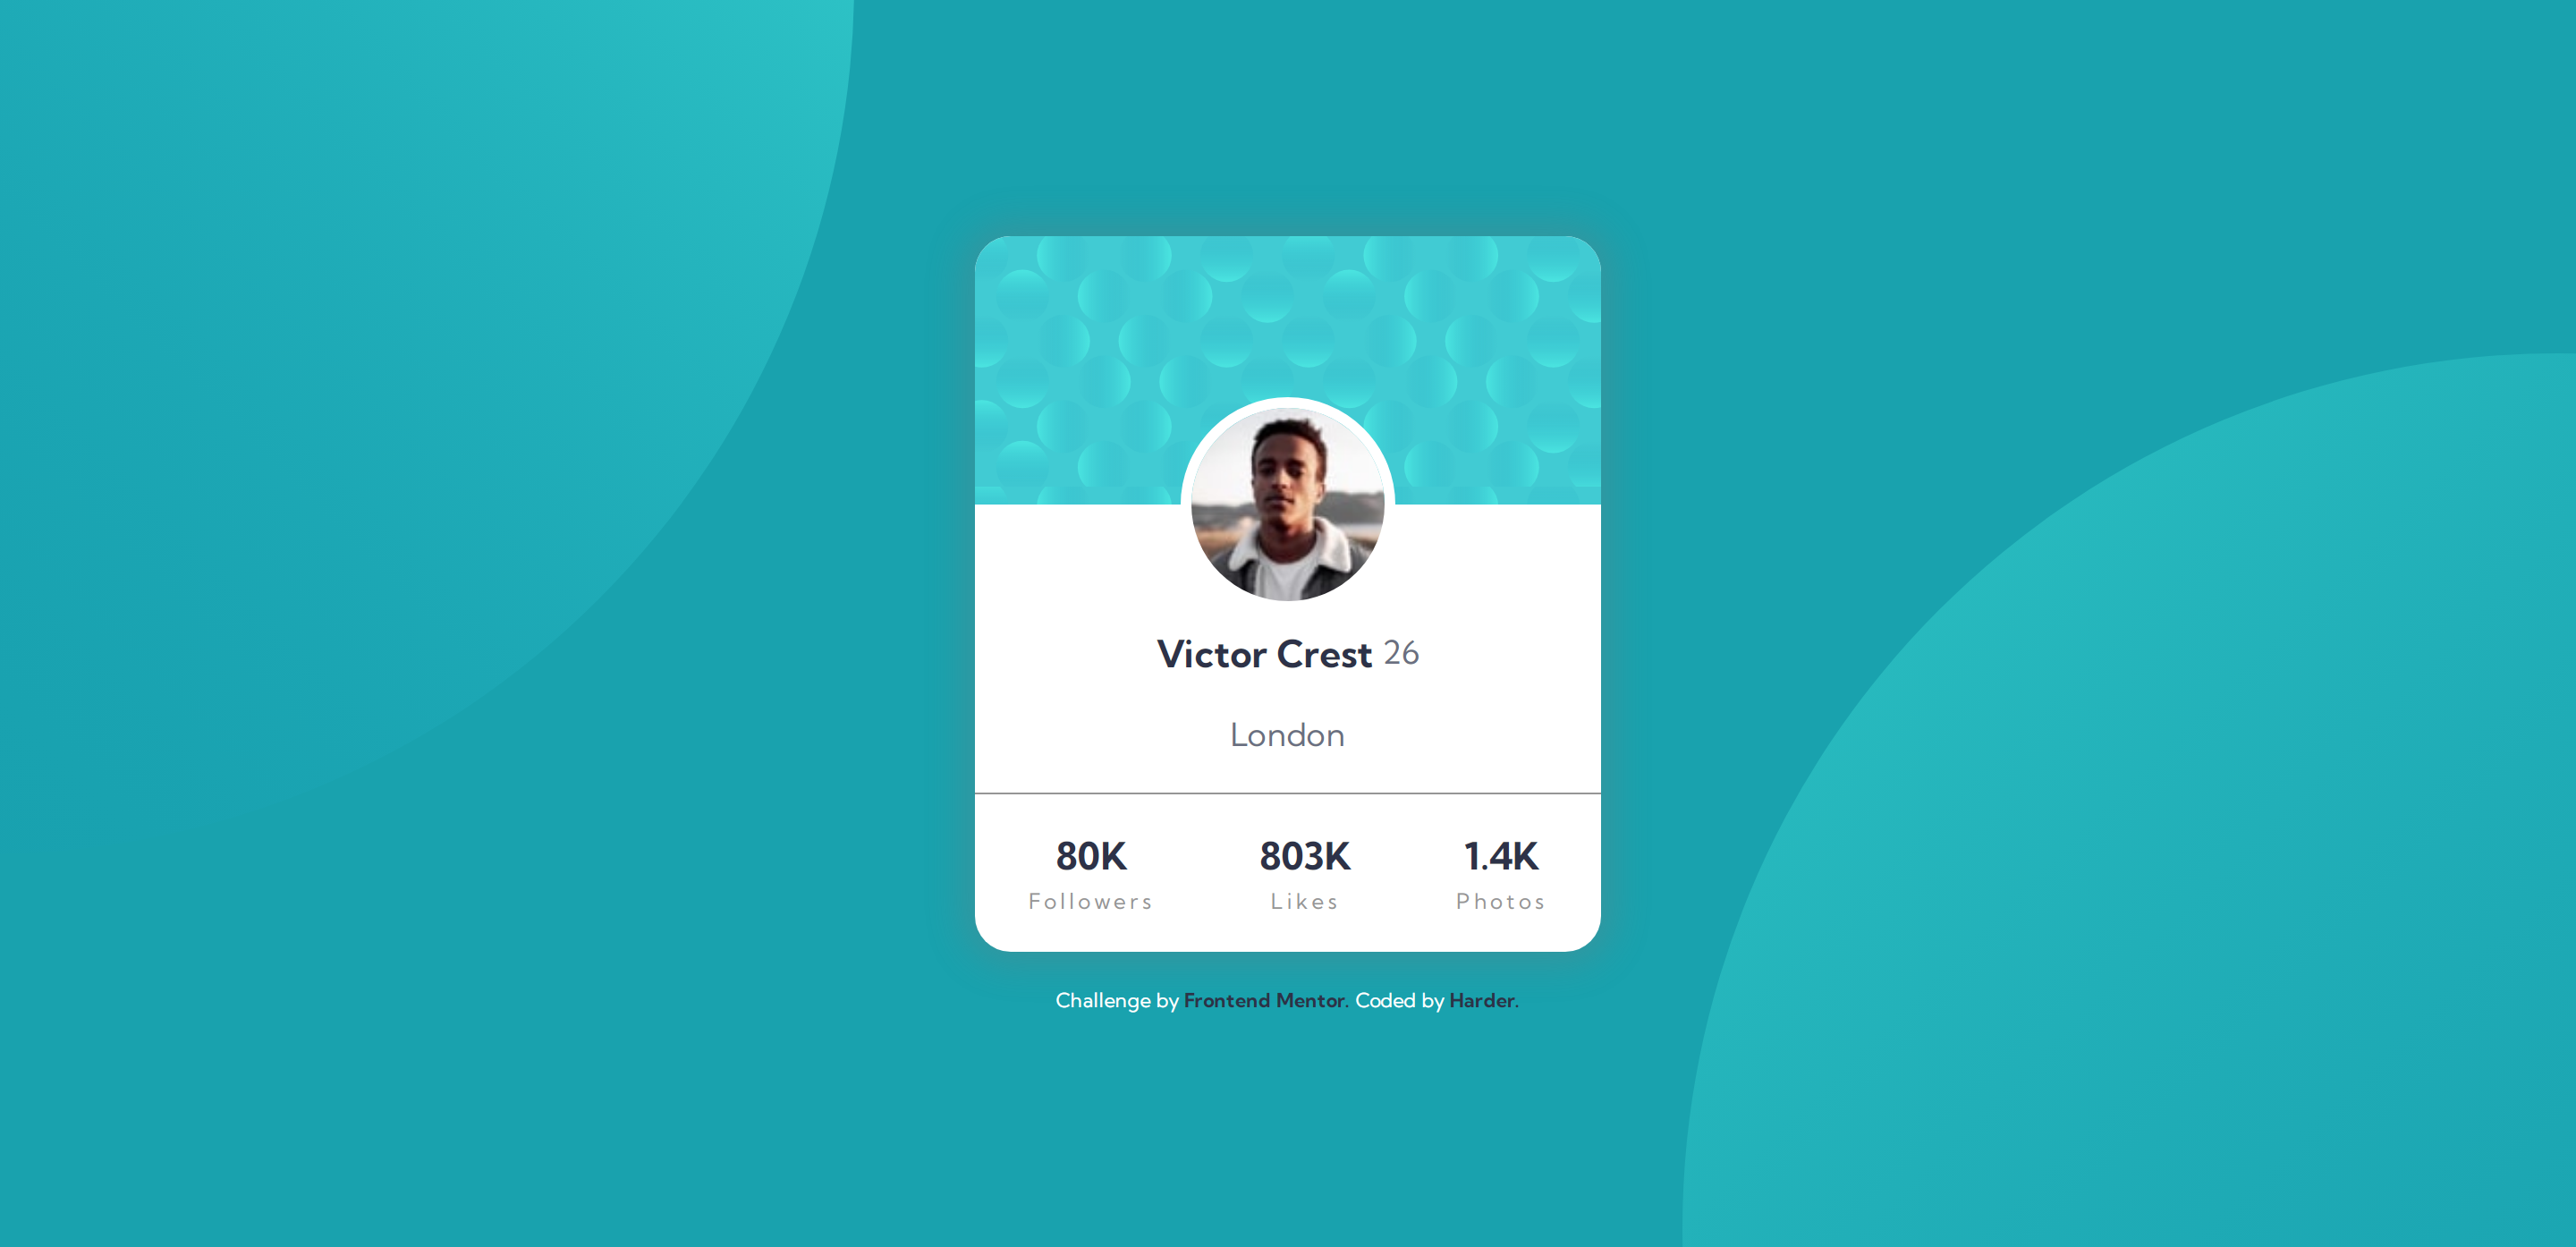 Victor Crest 26
London
80K 803K 1.4K
Followers Likes Photos
Challenge by Frontend Mentor. Coded by Harder.